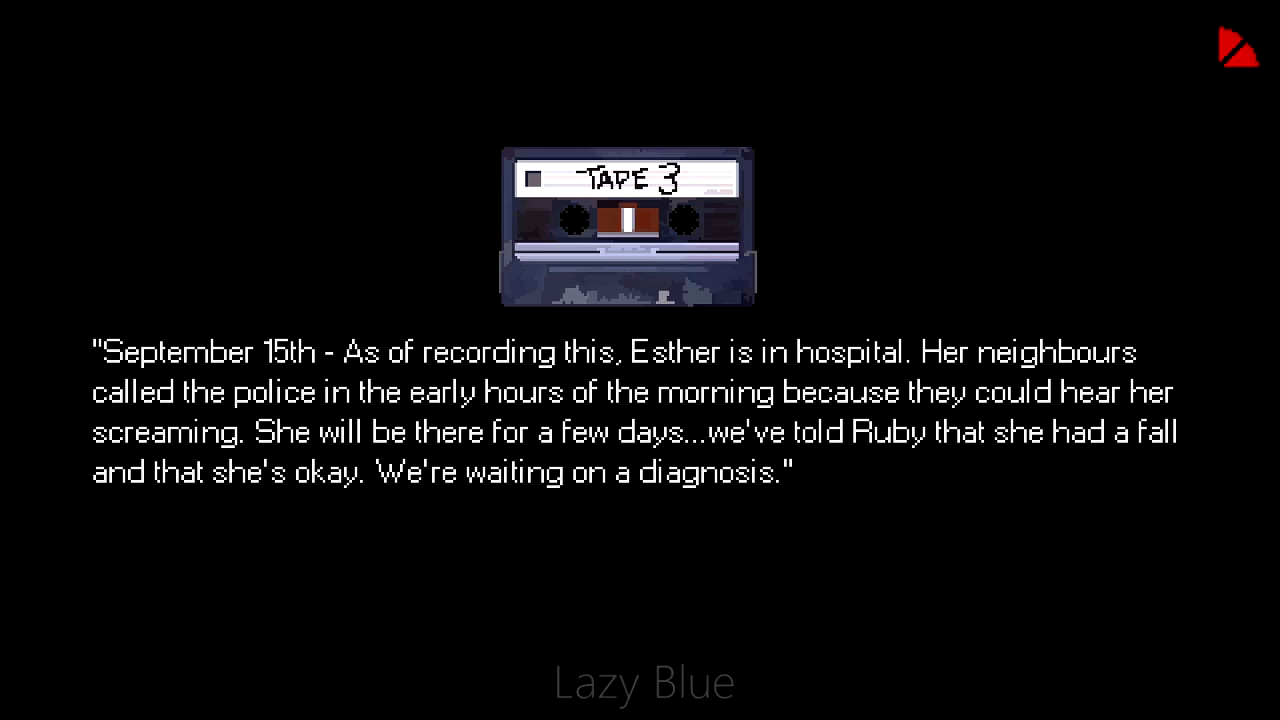 TAPE 3
"September 15th - As of recording this, Esther is in hospital. Her neighbours
called the police in the early hours of the morning because they could hear her
screaming. She will be there for a few days...we've told Ruby that she had a fall
and that she's okay. We're waiting on a diagnosis."
Lazy Blue